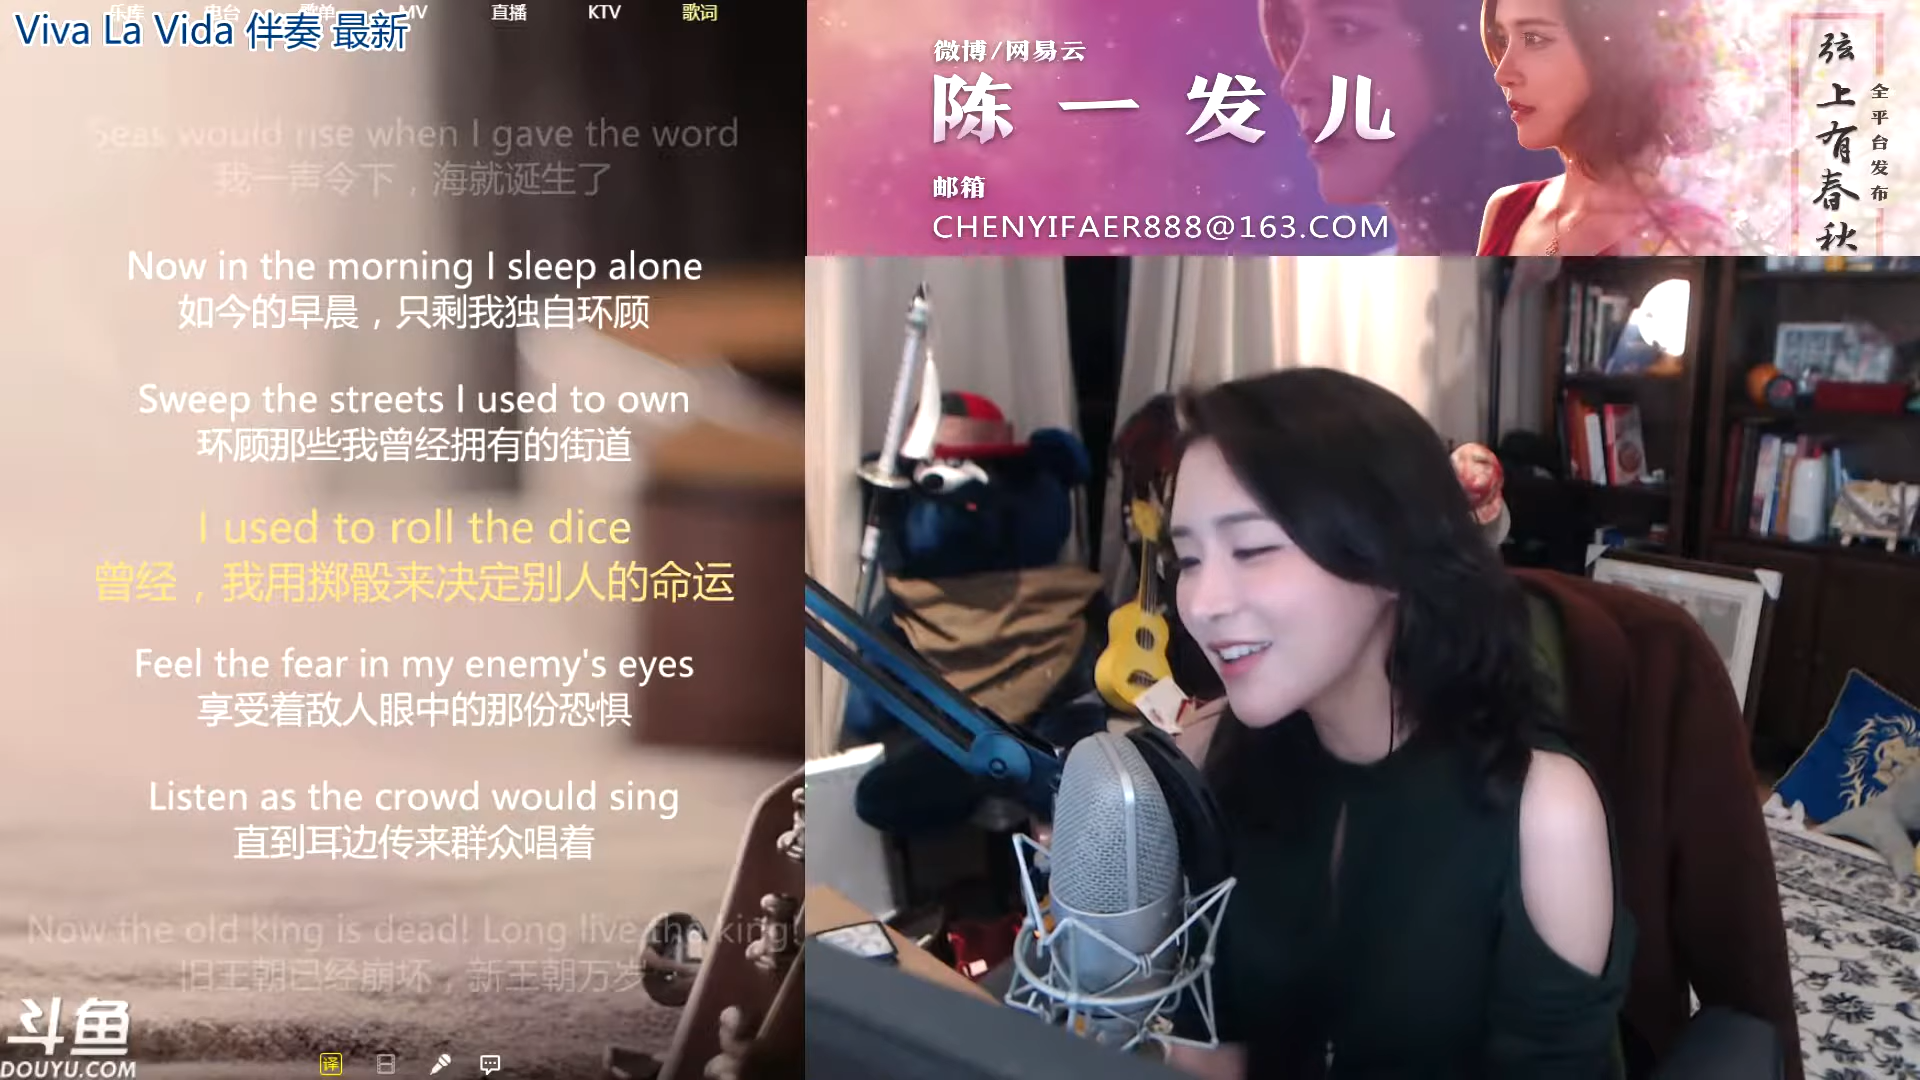 乐库 电台 歌单 MV 直播 KTV 歌词
Viva La Vida 伴奏 最新
Seas would rise when I gave the word
我一声令下，海就诞生了
Now in the morning I sleep alone
如今的早晨，只剩我独自环顾
Sweep the streets I used to own
环顾那些我曾经拥有的街道
I used to roll the dice
曾经，我用掷骰来决定别人的命运
Feel the fear in my enemy's eyes
享受着敌人眼中的那份恐惧
Listen as the crowd would sing
直到耳边传来群众唱着
Now the old king is dead! Long live the king!
旧王朝已经崩坏，新王朝万岁
斗鱼
DOUYU.COM
译
微博/网易云
陈一发儿
邮箱
CHENYIFAER888@163.COM
弦上有春秋
全平台发布